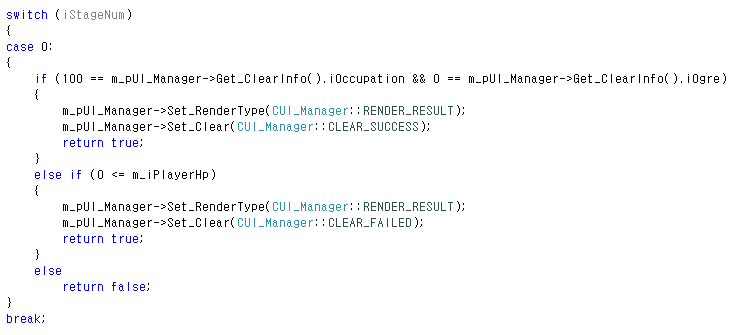 switch (iStageNum)
{
case 0:
{
    if (100 == m_pUI_Manager->Get_ClearInfo().iOccupation && 0 == m_pUI_Manager->Get_ClearInfo().iOgre)
    {
        m_pUI_Manager->Set_RenderType(CUI_Manager::RENDER_RESULT);
        m_pUI_Manager->Set_Clear(CUI_Manager::CLEAR_SUCCESS);
        return true;
    }
    else if (0 <= m_iPlayerHp)
    {
        m_pUI_Manager->Set_RenderType(CUI_Manager::RENDER_RESULT);
        m_pUI_Manager->Set_Clear(CUI_Manager::CLEAR_FAILED);
        return true;
    }
    else
        return false;
}
break;